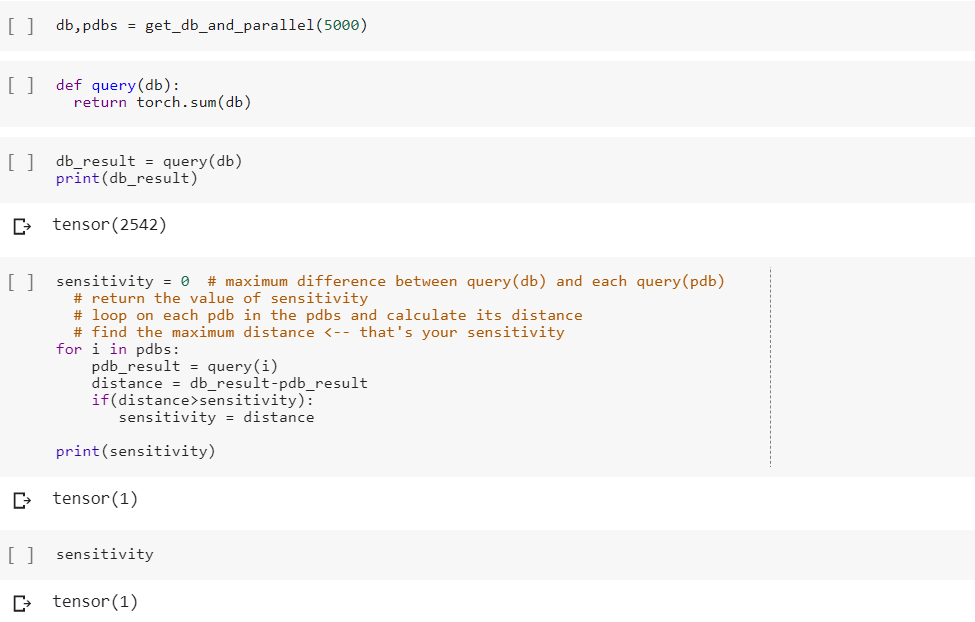 [ ] db,pdbs = get_db_and_parallel(5000)
[ ] def query(db):
return torch.sum(db)
[ ] db_result = query(db)
print(db_result)
tensor(2542)
[ ] sensitivity = 0 # maximum difference between query(db) and each query(pdb)
# return the value of sensitivity
# loop on each pdb in the pdbs and calculate its distance
# find the maximum distance <-- that's your sensitivity
for i in pdbs:
pdb_result = query(i)
distance = db_result-pdb_result
if(distance>sensitivity):
sensitivity = distance
print(sensitivity)
tensor(1)
[ ] sensitivity
tensor(1)